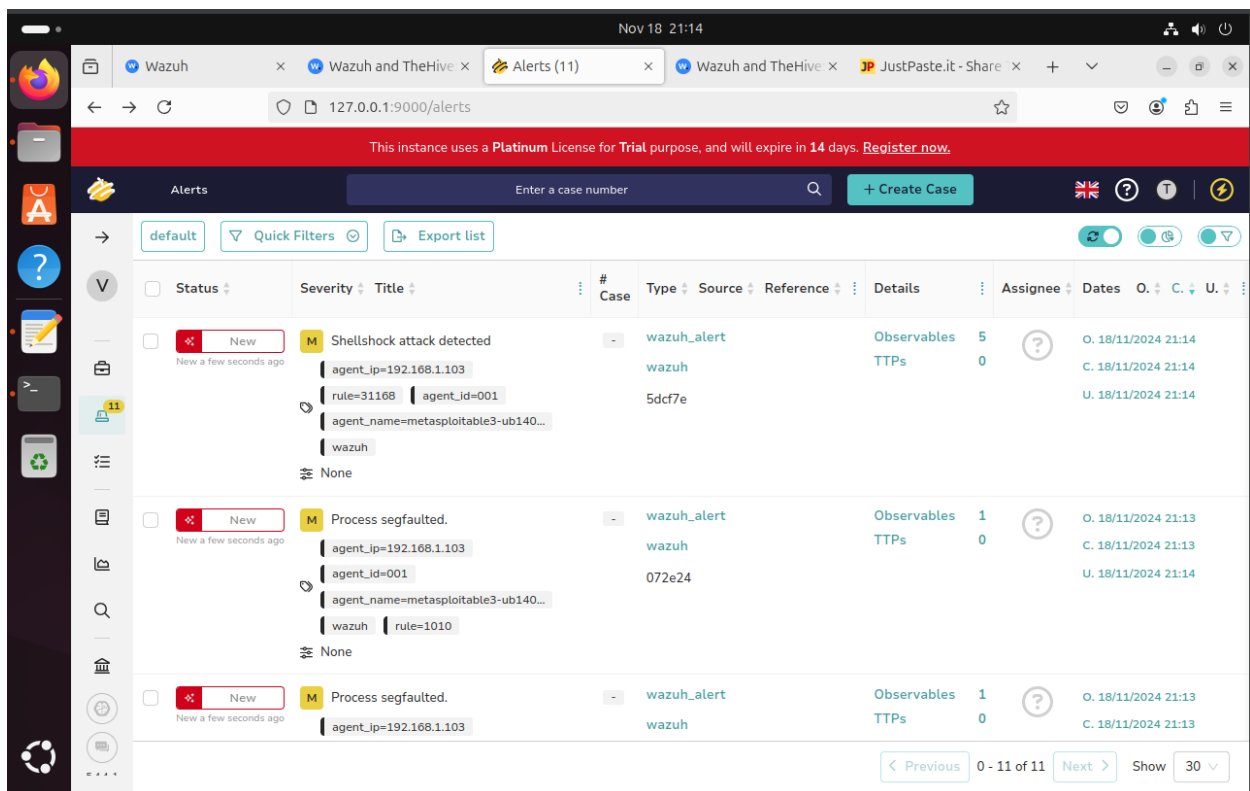 Nov 18 21:14
Wazuh
Wazuh and TheHive
Alerts (11)
Wazuh and TheHive
JP JustPaste.it - Share
127.0.0.1:9000/alerts
This instance uses a Platinum License for Trial purpose, and will expire in 14 days. Register now.
Alerts
Enter a case number
+ Create Case
default
Quick Filters
Export list
V
Status
Severity
Title
# Case
Type
Source
Reference
Details
Assignee
Dates
O.
C.
U.
New
New a few seconds ago
M Shellshock attack detected
agent_ip=192.168.1.103
rule=31168
agent_id=001
agent_name=metasploitable3-ub140...
wazuh
None
-
wazuh_alert
wazuh
5dcf7e
Observables 5
TTPs 0
O. 18/11/2024 21:14
C. 18/11/2024 21:14
U. 18/11/2024 21:14
11
New
New a few seconds ago
M Process segfaulted.
agent_ip=192.168.1.103
agent_id=001
agent_name=metasploitable3-ub140...
wazuh
rule=1010
None
-
wazuh_alert
wazuh
072e24
Observables 1
TTPs 0
O. 18/11/2024 21:13
C. 18/11/2024 21:13
U. 18/11/2024 21:14
New
New a few seconds ago
M Process segfaulted.
agent_ip=192.168.1.103
-
wazuh_alert
wazuh
Observables 1
TTPs 0
O. 18/11/2024 21:13
C. 18/11/2024 21:13
< Previous
0 - 11 of 11
Next >
Show
30